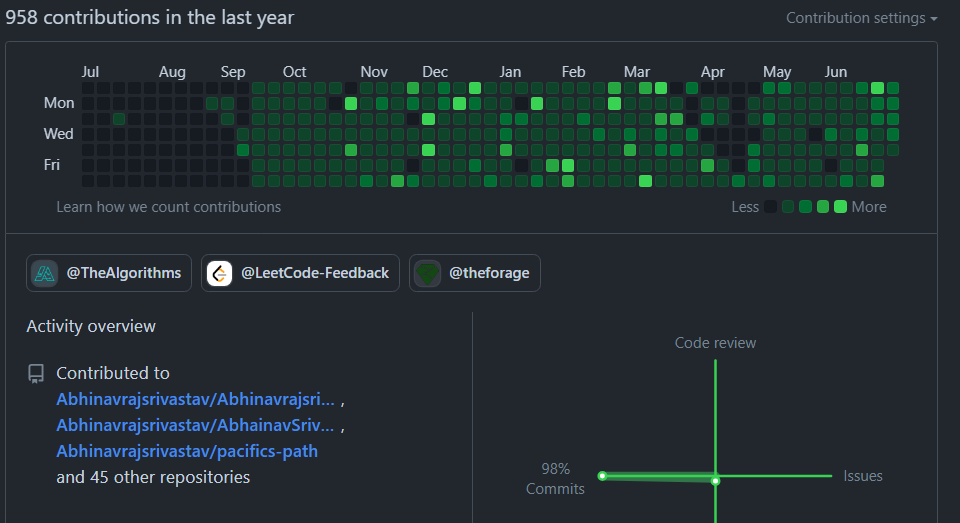 958 contributions in the last year
Contribution settings
Jul Aug Sep Oct Nov Dec Jan Feb Mar Apr May Jun
Mon
Wed
Fri
Learn how we count contributions
Less More
@TheAlgorithms @LeetCode-Feedback @theforage
Activity overview
Contributed to
Abhinavrajsrivastav/Abhinavrajsri... ,
Abhinavrajsrivastav/AbhainavSriv... ,
Abhinavrajsrivastav/pacifics-path
and 45 other repositories
Code review
98%
Commits
Issues